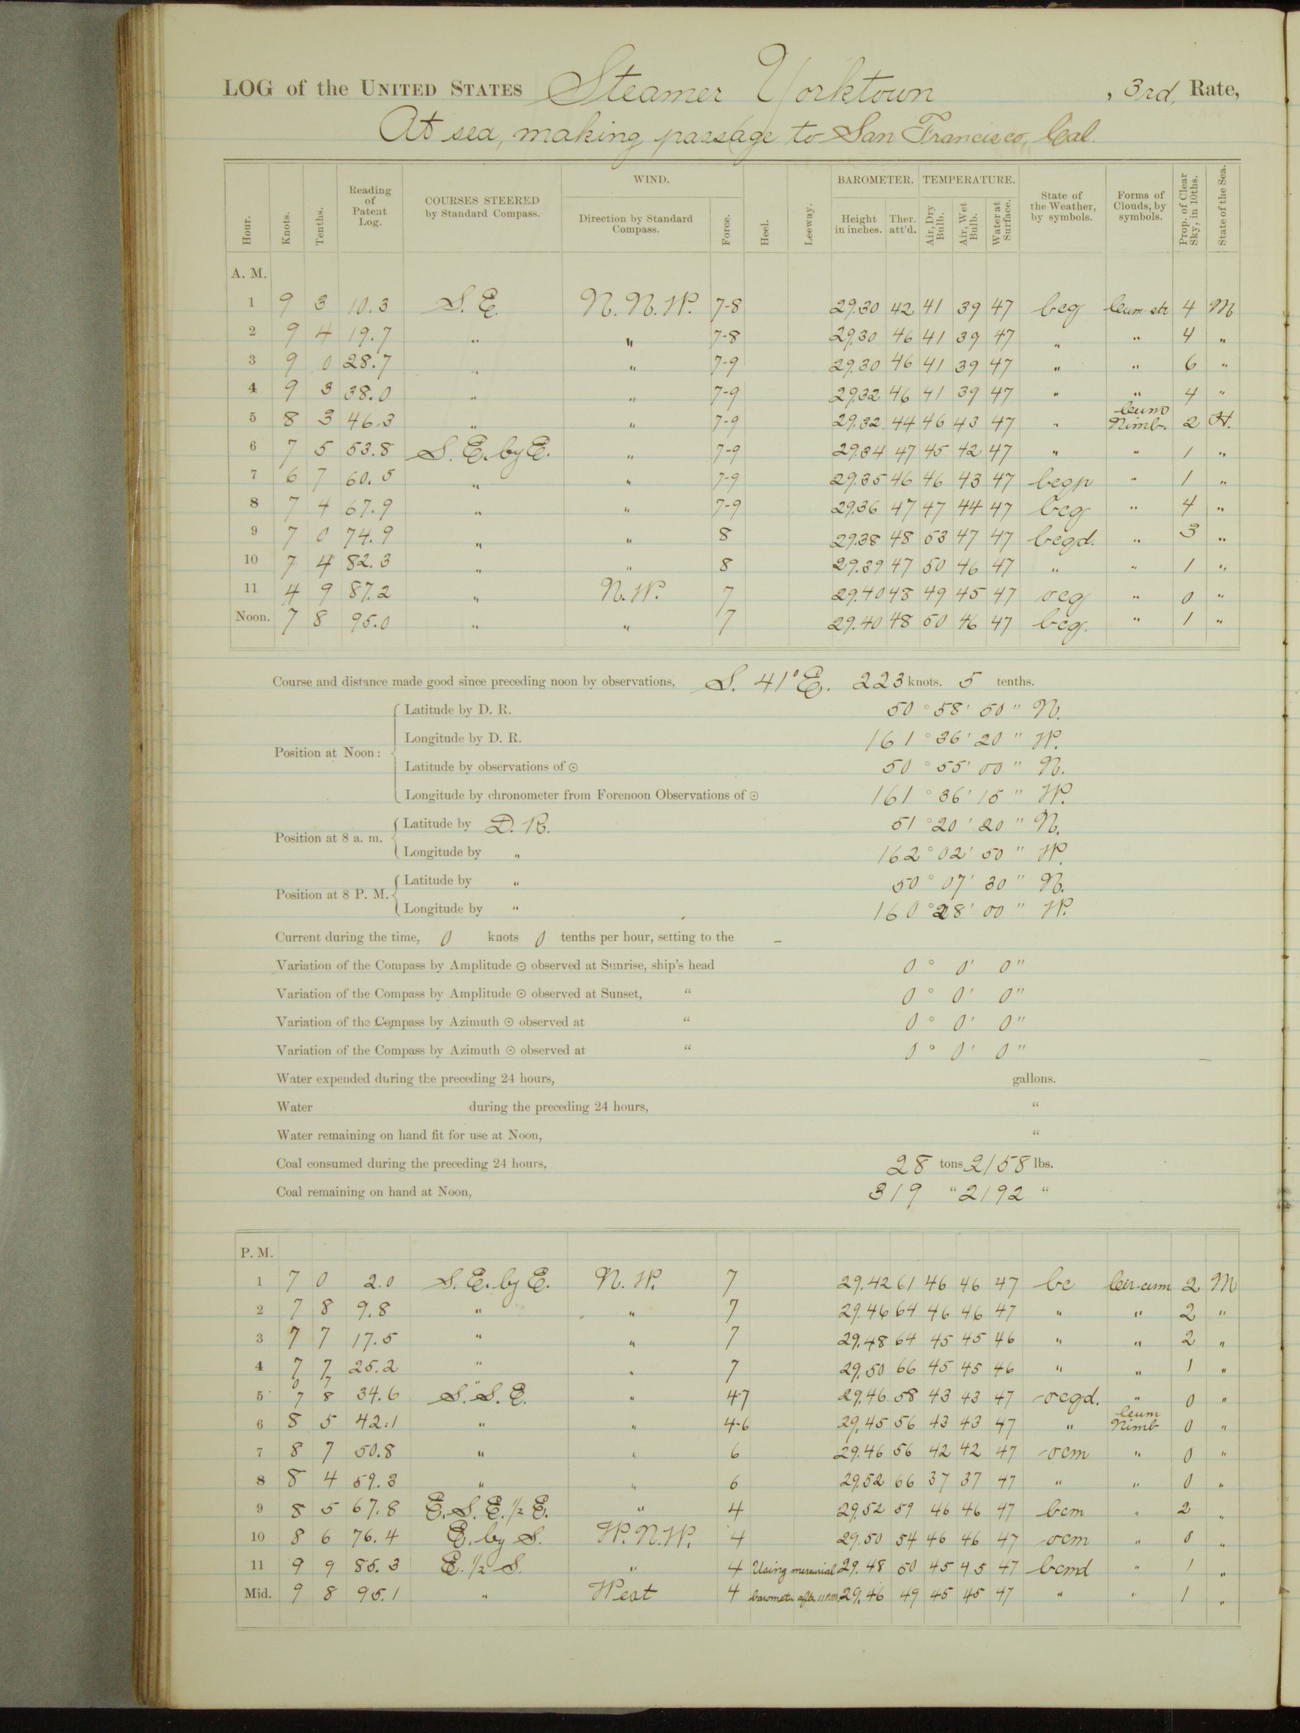 LOG of the UNITED STATES Steamer Yorktown , 3rd Rate,
At sea, making passage to San Francisco, Cal.
Hour. Knots. Tenths. Reading of Patent Log. COURSES STEERED by Standard Compass. WIND. Direction by Standard Compass. Force. Heel. Leeway. BAROMETER. Height in inches. Ther. att'd. TEMPERATURE. Air, Dry Bulb. Air, Wet Bulb. Water at Surface. State of the Weather, by symbols. Forms of Clouds, by symbols. Prop. of Clear Sky, in 10ths. State of the Sea.
A. M.
1 9 3 10.3 S. E. N. N. W. 7-8 29.30 42 41 39 47 bcg Cum-str 4 M
2 9 4 19.7 " " 7-8 29.30 46 41 39 47 " " 4 "
3 9 0 28.7 " " 7-9 29.30 46 41 39 47 " " 6 "
4 9 3 38.0 " " 7-9 29.32 46 41 39 47 " " 4 "
5 8 3 46.3 " " 7-9 29.32 44 46 43 47 " Cum Nimb. 2 H.
6 7 5 53.8 S. E. by E. " 7-9 29.34 47 45 42 47 " " 1 "
7 6 7 60.5 " " 7-9 29.35 46 46 43 47 bcgp " 1 "
8 7 4 67.9 " " 7-9 29.36 47 47 44 47 bcg " 4 "
9 7 0 74.9 " " 8 29.38 48 53 47 47 bcgd. " 3 "
10 7 4 82.3 " " 8 29.39 47 50 46 47 " " 1 "
11 4 9 87.2 " N. W. 7 29.40 48 49 45 47 ocg " 0 "
Noon. 7 8 95.0 " " 7 29.40 48 50 46 47 bcg. " 1 "
Course and distance made good since preceding noon by observations, S. 41° E. 223 knots. 5 tenths.
Position at Noon: Latitude by D. R. 50 ° 58 ' 50 " N.
Longitude by D. R. 161 ° 36 ' 20 " W.
Latitude by observations of ☉ 50 ° 55 ' 00 " N.
Longitude by chronometer from Forenoon Observations of ☉ 161 ° 36 ' 15 " W.
Position at 8 a. m. Latitude by D. R. 51 ° 20 ' 20 " N.
Longitude by " 162 ° 02 ' 50 " W.
Position at 8 P. M. Latitude by " 50 ° 07 ' 30 " N.
Longitude by " 160 ° 28 ' 00 " W.
Current during the time, 0 knots 0 tenths per hour, setting to the –
Variation of the Compass by Amplitude ☉ observed at Sunrise, ship's head 0 ° 0 ' 0 "
Variation of the Compass by Amplitude ☉ observed at Sunset, " 0 ° 0 ' 0 "
Variation of the Compass by Azimuth ☉ observed at " 0 ° 0 ' 0 "
Variation of the Compass by Azimuth ☉ observed at " 0 ° 0 ' 0 "
Water expended during the preceding 24 hours, gallons.
Water during the preceding 24 hours, "
Water remaining on hand fit for use at Noon, "
Coal consumed during the preceding 24 hours, 28 tons 2158 lbs.
Coal remaining on hand at Noon, 319 " 2192 "
P. M.
1 7 0 2.0 S. E. by E. N. W. 7 29.42 61 46 46 47 bc Cir-cum 2 M
2 7 8 9.8 " " 7 29.46 64 46 46 47 " " 2 "
3 7 7 17.5 " " 7 29.48 64 45 45 46 " " 2 "
4 7 7 25.2 " " 7 29.50 66 45 45 46 " " 1 "
5 7 8 34.6 S. S. E. " 4-7 29.46 58 43 43 47 ocgd. " 0 "
6 8 5 42.1 " " 4-6 29.45 56 43 43 47 " Cum Nimb 0 "
7 8 7 50.8 " " 6 29.46 56 42 42 47 ocm " 0 "
8 8 4 59.3 " " 6 29.52 66 37 37 47 " " 0 "
9 8 5 67.8 E. S. E. 1/2 E. " 4 29.52 59 46 46 47 bcm " 2 "
10 8 6 76.4 E. by S. W. N. W. 4 29.50 54 46 46 47 ocm " 0 "
11 9 9 85.3 E. 1/2 S. " 4 Using mercurial 29.48 50 45 45 47 bcmd " 1 "
Mid. 9 8 95.1 " West 4 barometer after 11 P.M. 29.46 49 45 45 47 " " 1 "